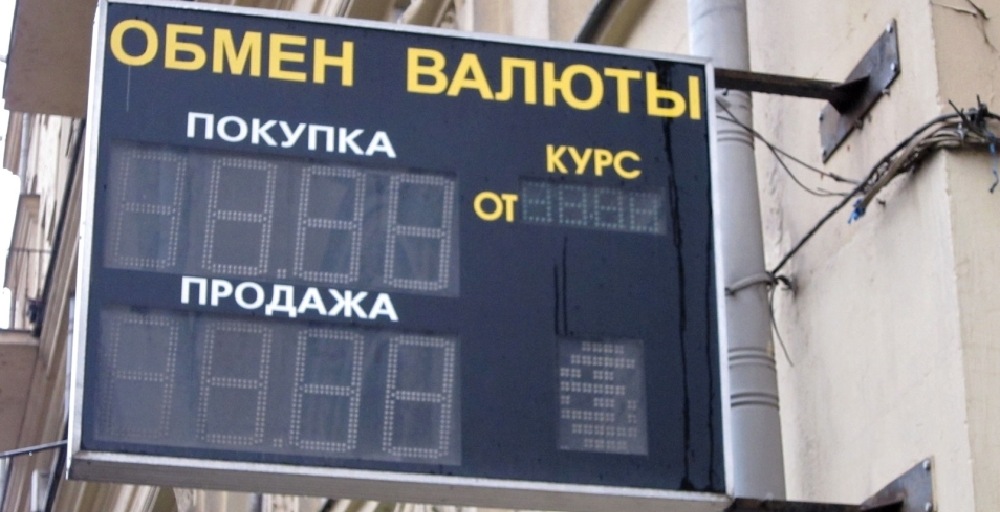 ОБМЕН ВАЛЮТЫ
ПОКУПКА
КУРС
ОТ
ПРОДАЖА